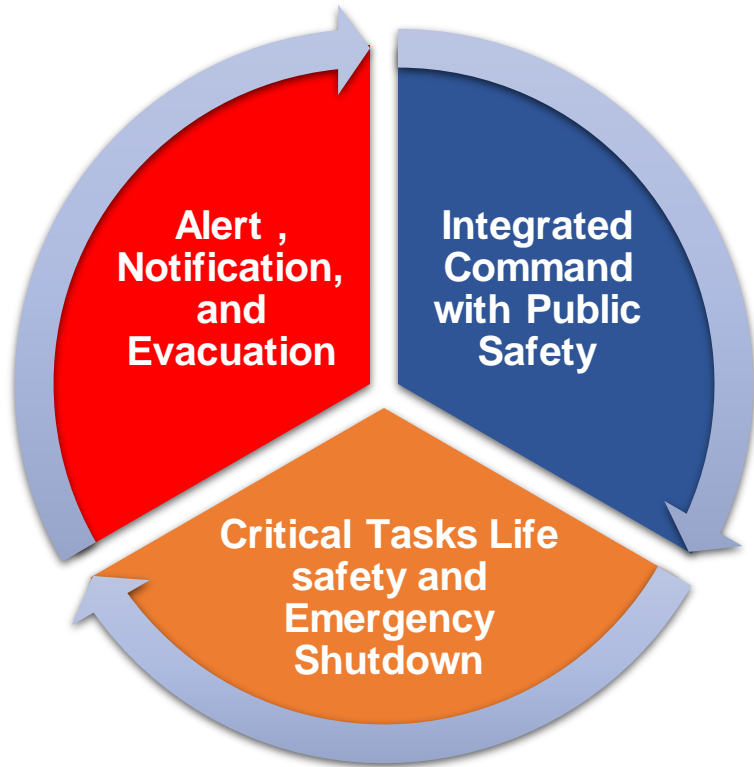 Alert ,
Notification,
and
Evacuation
Integrated
Command
with Public
Safety
Critical Tasks Life
safety and
Emergency
Shutdown